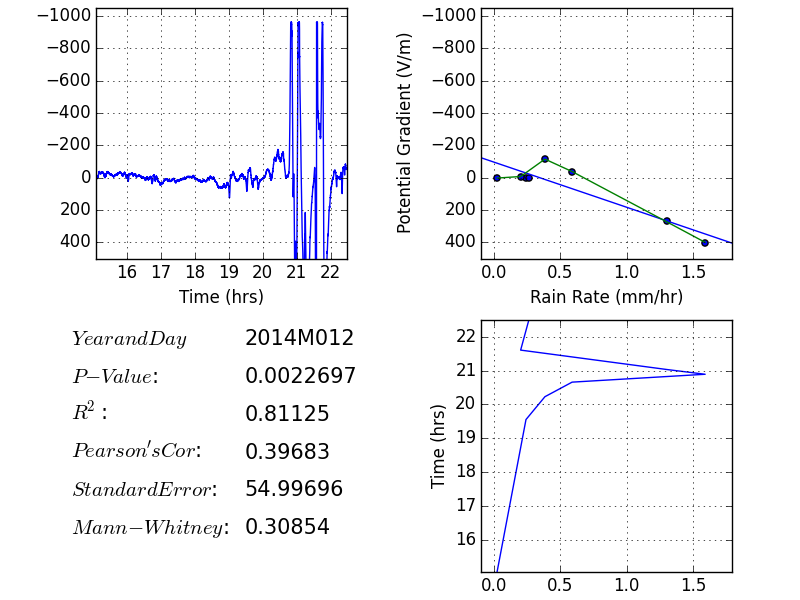 −1000
−800
−600
−400
−200
0
200
400
16 17 18 19 20 21 22
Time (hrs)
Potential Gradient (V/m)
−1000
−800
−600
−400
−200
0
200
400
0.0 0.5 1.0 1.5
Rain Rate (mm/hr)
YearandDay 2014M012
P−Value: 0.0022697
R²: 0.81125
Pearson'sCor: 0.39683
StandardError: 54.99696
Mann−Whitney: 0.30854
Time (hrs)
22
21
20
19
18
17
16
0.0 0.5 1.0 1.5